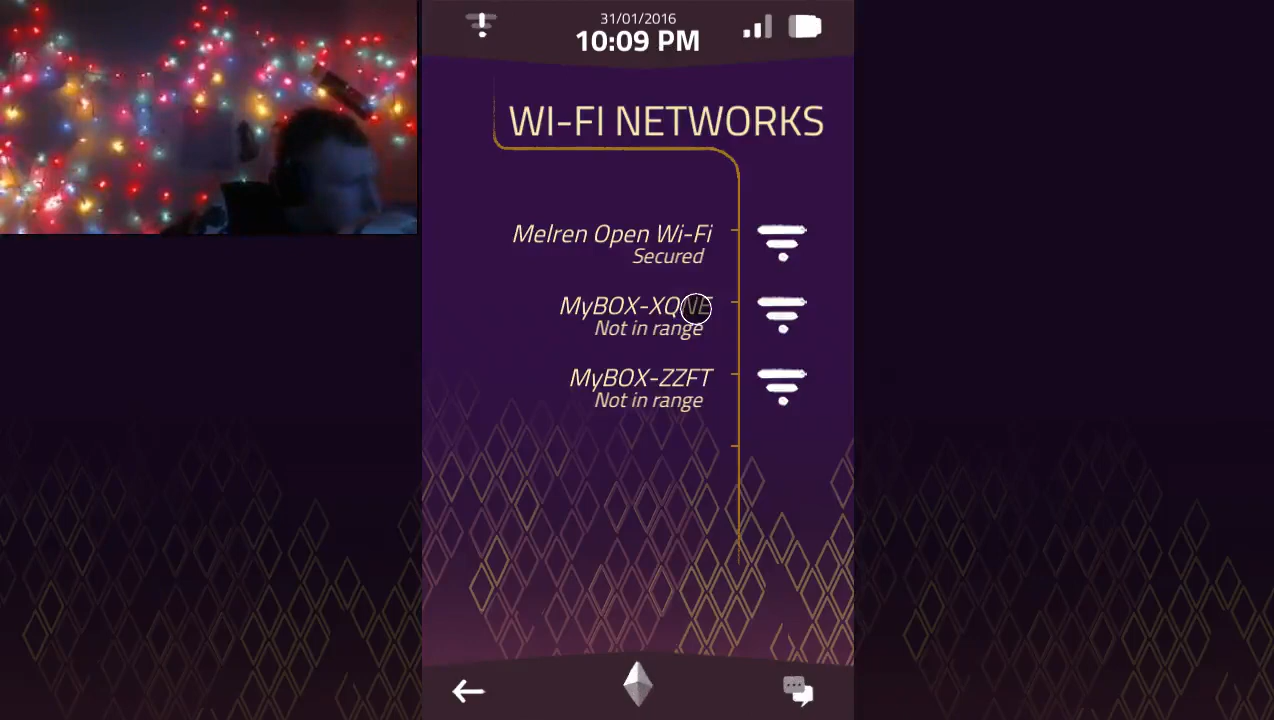 31/01/2016
10:09 PM
WI-FI NETWORKS
Melren Open Wi-Fi
Secured
MyBOX-XQNE
Not in range
MyBOX-ZZFT
Not in range